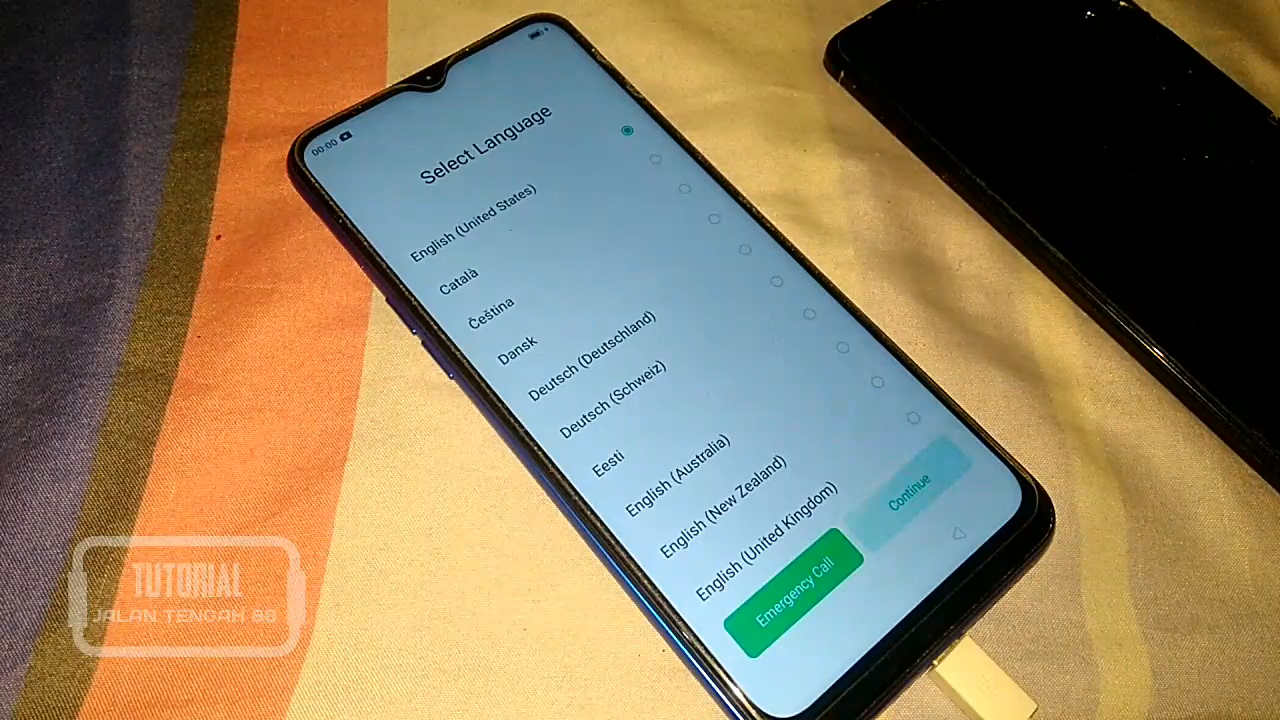 00:00
Select Language
English (United States)
Català
Čeština
Dansk
Deutsch (Deutschland)
Deutsch (Schweiz)
Eesti
English (Australia)
English (New Zealand)
English (United Kingdom)
Emergency Call
Continue
TUTORIAL
JALAN TENGAH 86